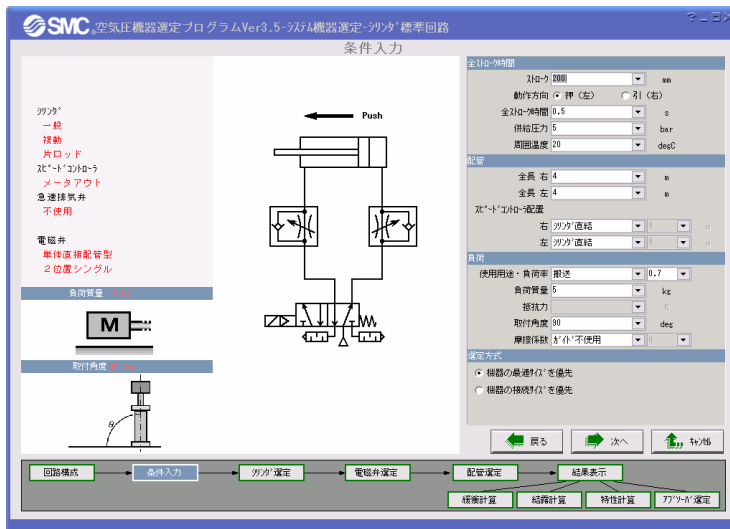 SMC 空気圧機器選定プログラムVer3.5-ｼｽﾃﾑ機器選定-ｼﾘﾝﾀﾞ標準回路
条件入力
ｼﾘﾝﾀﾞ
一般
複動
片ロッド
ｽﾋﾟｰﾄﾞｺﾝﾄﾛｰﾗ
メータアウト
急速排気弁
不使用
電磁弁
単体直接配管型
２位置シングル
負荷質量
M
取付角度
θ
Push
全ｽﾄﾛｰｸ時間
ｽﾄﾛｰｸ 200 mm
動作方向 押（左） 引（右）
全ｽﾄﾛｰｸ時間 0.5 s
供給圧力 5 bar
周囲温度 20 degC
配管
全長 右 4 m
全長 左 4 m
ｽﾋﾟｰﾄﾞｺﾝﾄﾛｰﾗ配置
右 ｼﾘﾝﾀﾞ直結 0 m
左 ｼﾘﾝﾀﾞ直結 0 m
負荷
使用用途・負荷率 搬送 0.7
負荷質量 5 kg
抵抗力 N
取付角度 90 deg
摩擦係数 ｶﾞｲﾄﾞ不使用 0
選定方式
機器の最適ｻｲｽﾞを優先
機器の接続ｻｲｽﾞを優先
戻る 次へ ｷｬﾝｾﾙ
回路構成 条件入力 ｼﾘﾝﾀﾞ選定 電磁弁選定 配管選定 結果表示
緩衝計算 結露計算 特性計算 ｱﾌﾞｿｰﾊﾞ選定